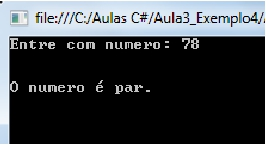 file:///C:/Aulas C#/Aula3_Exemplo4/
Entre com numero: 78
O numero é par.